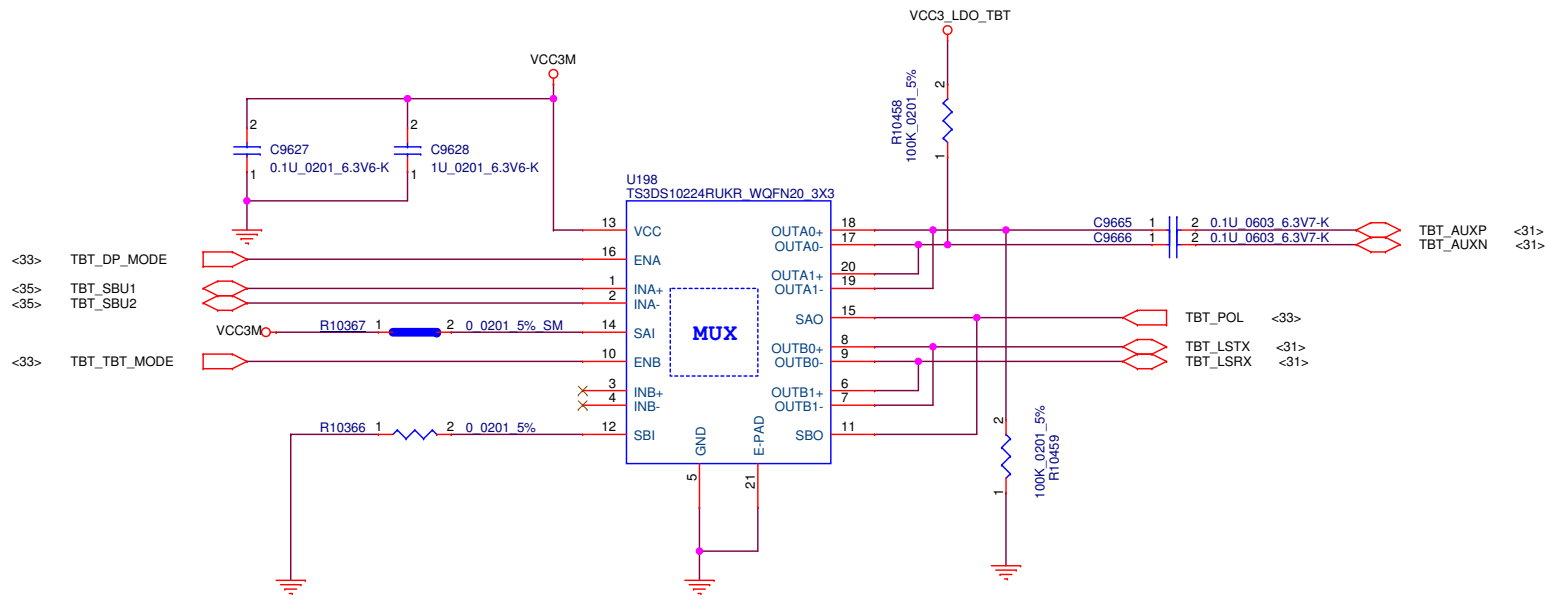 VCC3_LDO_TBT
VCC3M
2
R10458
100K_0201_5%
1
2
C9627
0.1U_0201_6.3V6-K
1
2
C9628
1U_0201_6.3V6-K
1
U198
TS3DS10224RUKR_WQFN20_3X3
13 VCC
OUTA0+ 18
C9665 1 2 0.1U_0603_6.3V7-K
TBT_AUXP <31>
OUTA0- 17
C9666 1 2 0.1U_0603_6.3V7-K
TBT_AUXN <31>
<33> TBT_DP_MODE
16 ENA
OUTA1+ 20
<35> TBT_SBU1
1 INA+
OUTA1- 19
<35> TBT_SBU2
2 INA-
SAO 15
TBT_POL <33>
VCC3M
R10367 1 2 0_0201_5%_SM
14 SAI
MUX
OUTB0+ 8
TBT_LSTX <31>
<33> TBT_TBT_MODE
10 ENB
OUTB0- 9
TBT_LSRX <31>
3 INB+
OUTB1+ 6
4 INB-
OUTB1- 7
R10366 1 2 0_0201_5%
12 SBI
SBO 11
GND
5
E-PAD
21
2
100K_0201_5%
R10459
1